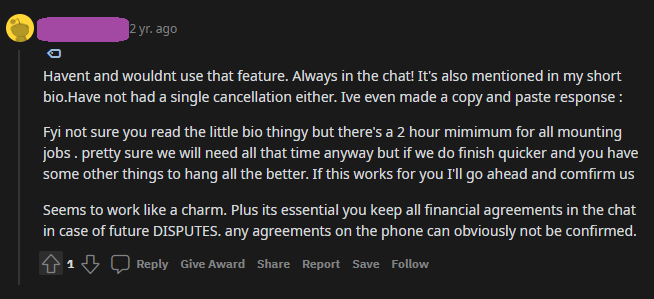 2 yr. ago
Havent and wouldnt use that feature. Always in the chat! It's also mentioned in my short
bio.Have not had a single cancellation either. Ive even made a copy and paste response :
Fyi not sure you read the little bio thingy but there's a 2 hour mimimum for all mounting
jobs . pretty sure we will need all that time anyway but if we do finish quicker and you have
some other things to hang all the better. If this works for you I'll go ahead and comfirm us
Seems to work like a charm. Plus its essential you keep all financial agreements in the chat
in case of future DISPUTES. any agreements on the phone can obviously not be confirmed.
1 Reply Give Award Share Report Save Follow